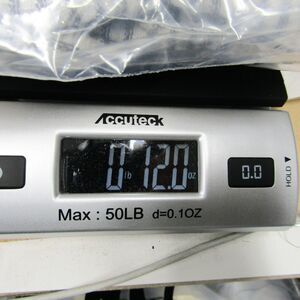 Accuteck
0 lb 12.0 oz
0.0
HOLD ▶
Max : 50LB d=0.1OZ